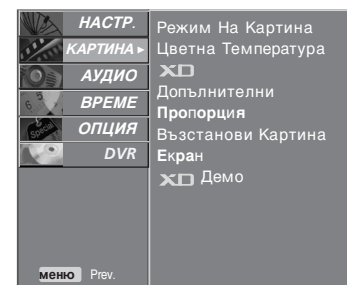 НАСТР.
КАРТИНА ►
АУДИО
ВРЕМЕ
Special
ОПЦИЯ
DVR
Режим На Картина
Цветна Температура
XD
Допълнителни
Пропорция
Възстанови Картина
Екран
XD Демо
меню Prev.